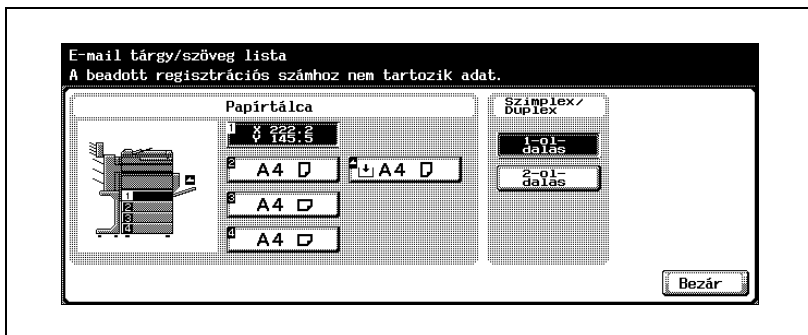 E-mail tárgy/szöveg lista
A beadott regisztrációs számhoz nem tartozik adat.
Papírtálca
Szimplex/
Duplex
1 X 222.2
Y 145.5
1-ol-
dalas
2 A4
A4
2-ol-
dalas
3 A4
4 A4
1
2
3
4
Bezár